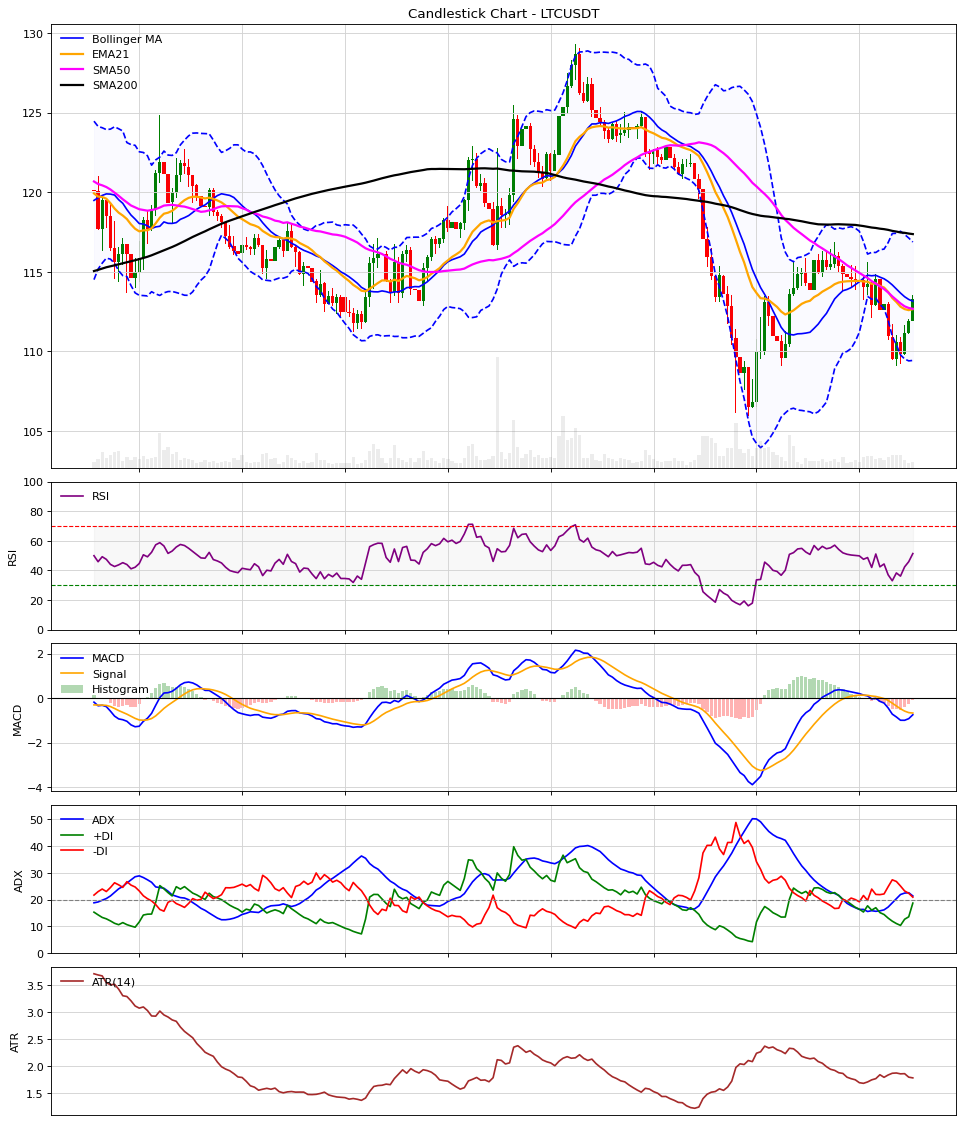 Candlestick Chart - LTCUSDT
Bollinger MA
EMA21
SMA50
SMA200
130
125
120
115
110
105
RSI
RSI
100
80
60
40
20
0
MACD
Signal
Histogram
MACD
2
0
−2
−4
ADX
+DI
-DI
ADX
50
40
30
20
10
0
ATR(14)
ATR
3.5
3.0
2.5
2.0
1.5